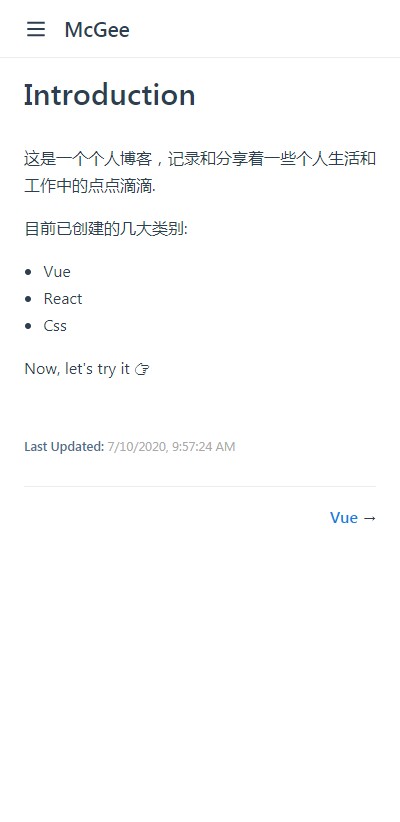 McGee
Introduction
这是一个个人博客，记录和分享着一些个人生活和
工作中的点点滴滴.
目前已创建的几大类别:
Vue
React
Css
Now, let's try it 👉
Last Updated: 7/10/2020, 9:57:24 AM
Vue →